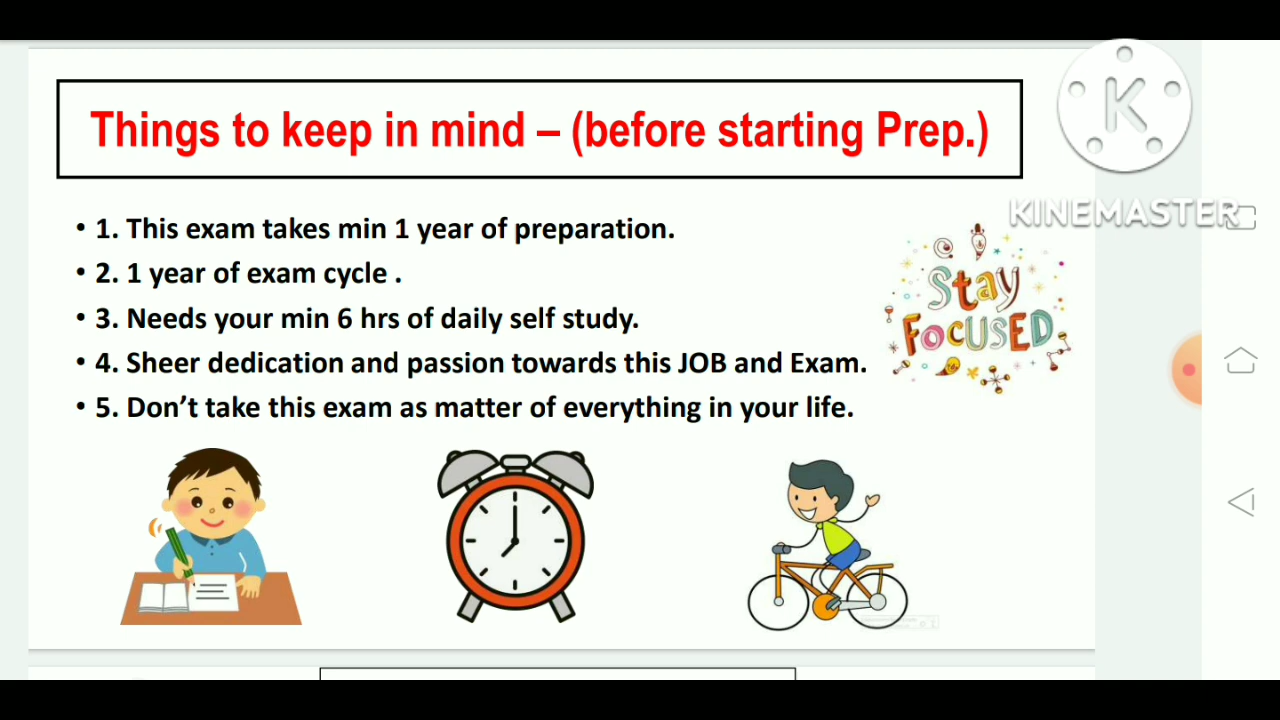 Things to keep in mind – (before starting Prep.)
K
KINEMASTER
• 1. This exam takes min 1 year of preparation.
• 2. 1 year of exam cycle .
• 3. Needs your min 6 hrs of daily self study.
• 4. Sheer dedication and passion towards this JOB and Exam.
• 5. Don’t take this exam as matter of everything in your life.
Stay
FOCUSED